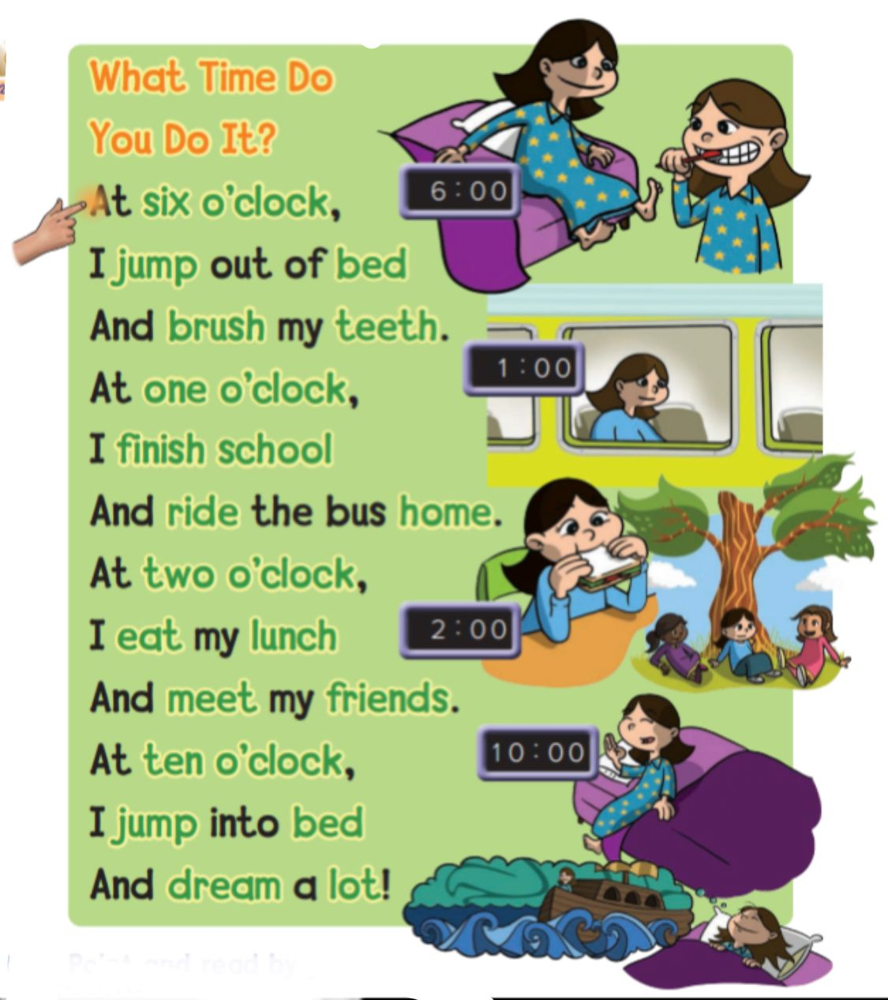 What Time Do
You Do It?
At six o'clock,
6:00
I jump out of bed
And brush my teeth.
At one o'clock,
1:00
I finish school
And ride the bus home.
At two o'clock,
I eat my lunch
2:00
And meet my friends.
At ten o'clock,
10:00
I jump into bed
And dream a lot!
Point and read by